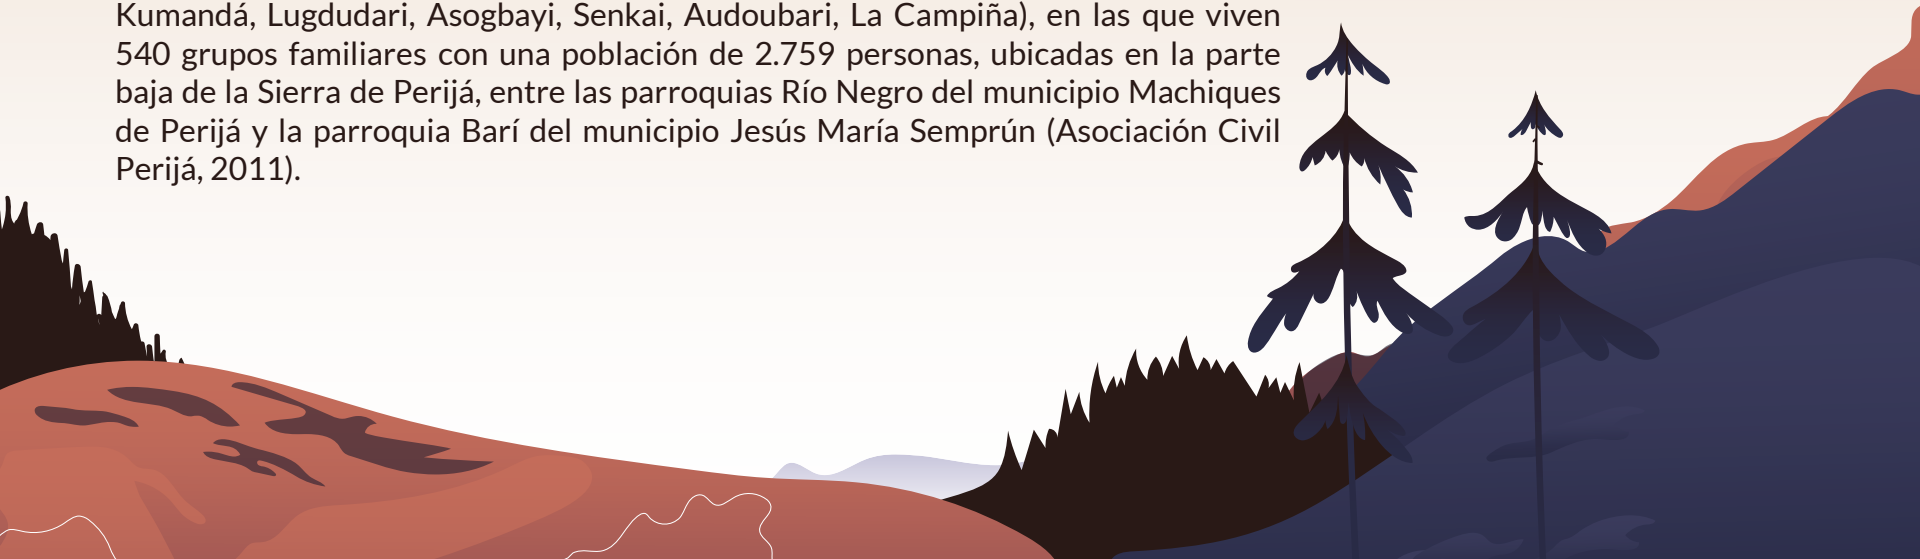 Kumandá, Lugdudari, Asogbayi, Senkai, Audoubari, La Campiña), en las que viven
540 grupos familiares con una población de 2.759 personas, ubicadas en la parte
baja de la Sierra de Perijá, entre las parroquias Río Negro del municipio Machiques
de Perijá y la parroquia Barí del municipio Jesús María Semprún (Asociación Civil
Perijá, 2011).